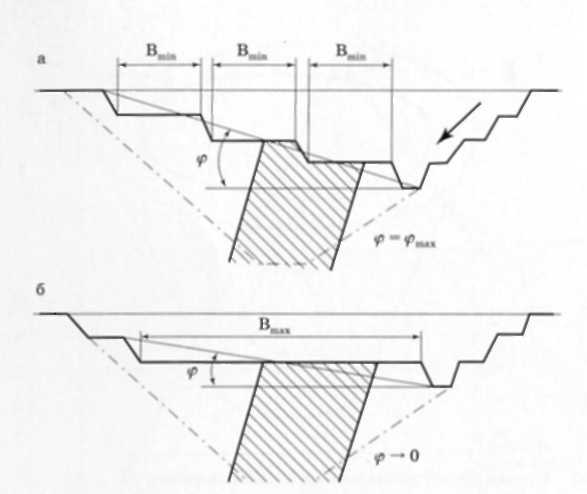 а
B_min B_min B_min
φ
φ = φ_max
б
B_max
φ
φ → 0